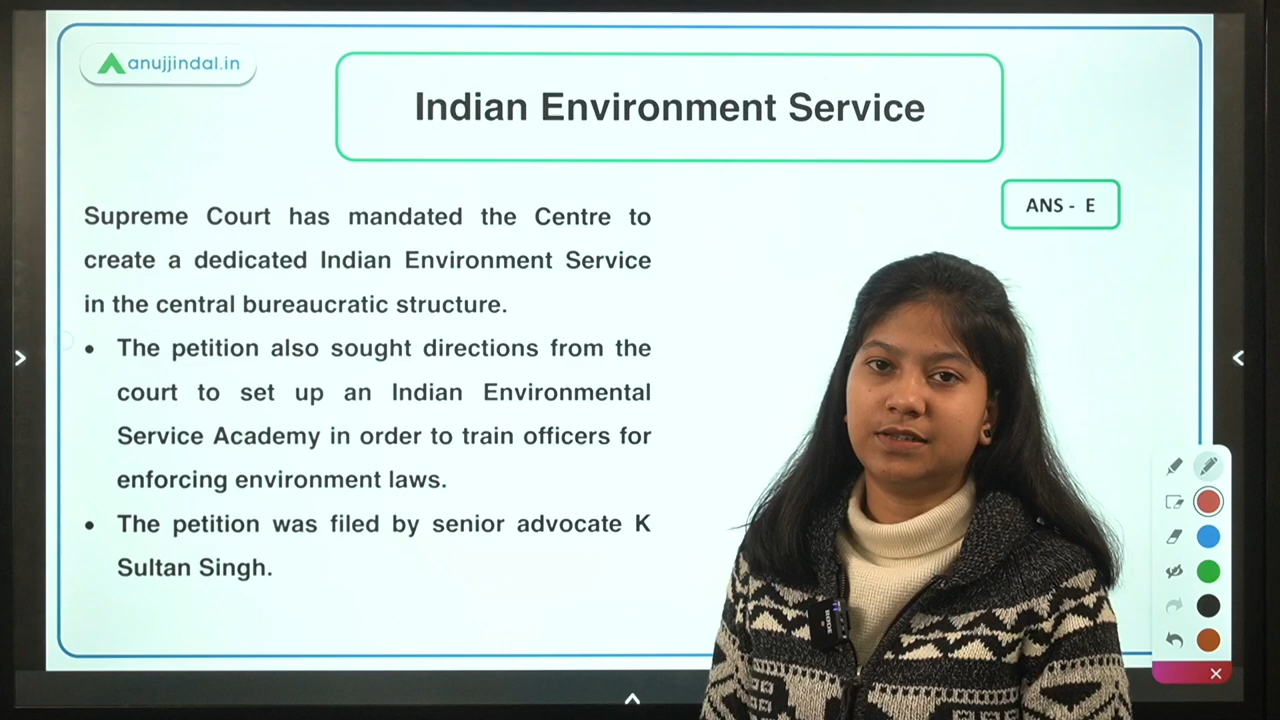 anujjindal.in
Indian Environment Service
ANS - E
Supreme Court has mandated the Centre to
create a dedicated Indian Environment Service
in the central bureaucratic structure.
• The petition also sought directions from the
court to set up an Indian Environmental
Service Academy in order to train officers for
enforcing environment laws.
• The petition was filed by senior advocate K
Sultan Singh.
RODE